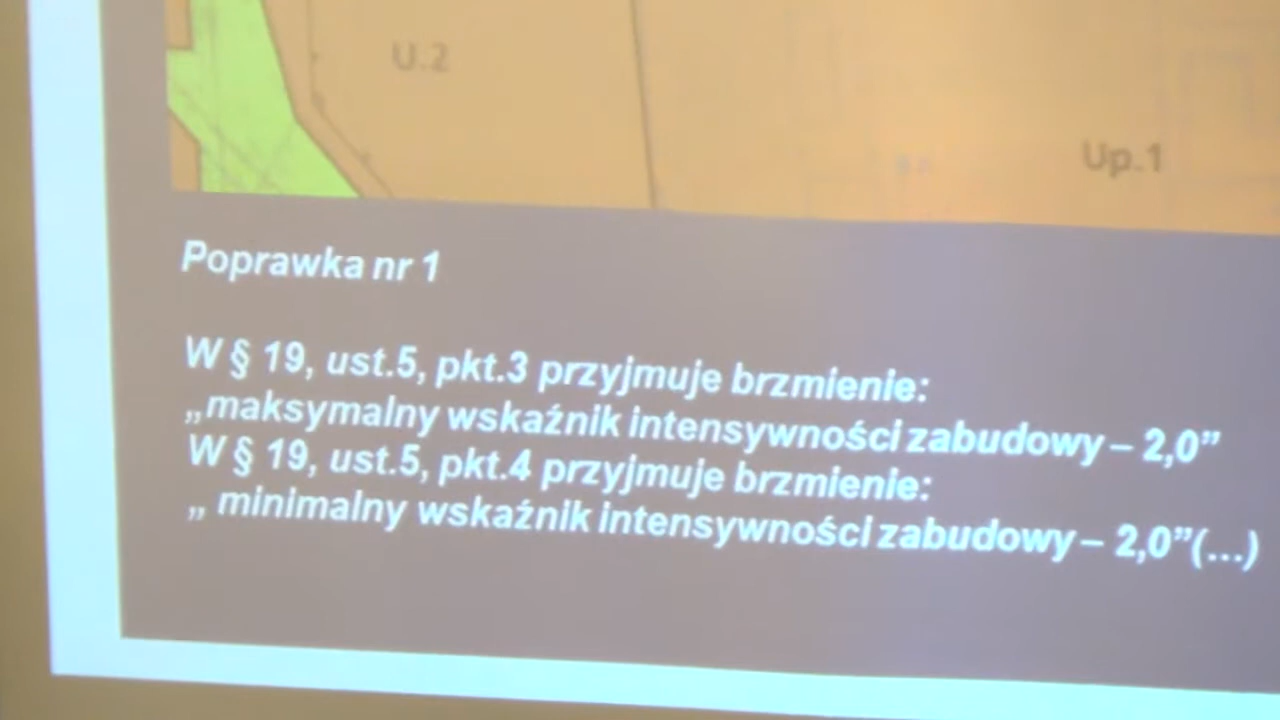 U.2
Up.1
Poprawka nr 1
W § 19, ust.5, pkt.3 przyjmuje brzmienie:
„maksymalny wskaźnik intensywności zabudowy – 2,0”
W § 19, ust.5, pkt.4 przyjmuje brzmienie:
„ minimalny wskaźnik intensywności zabudowy – 2,0”(...)